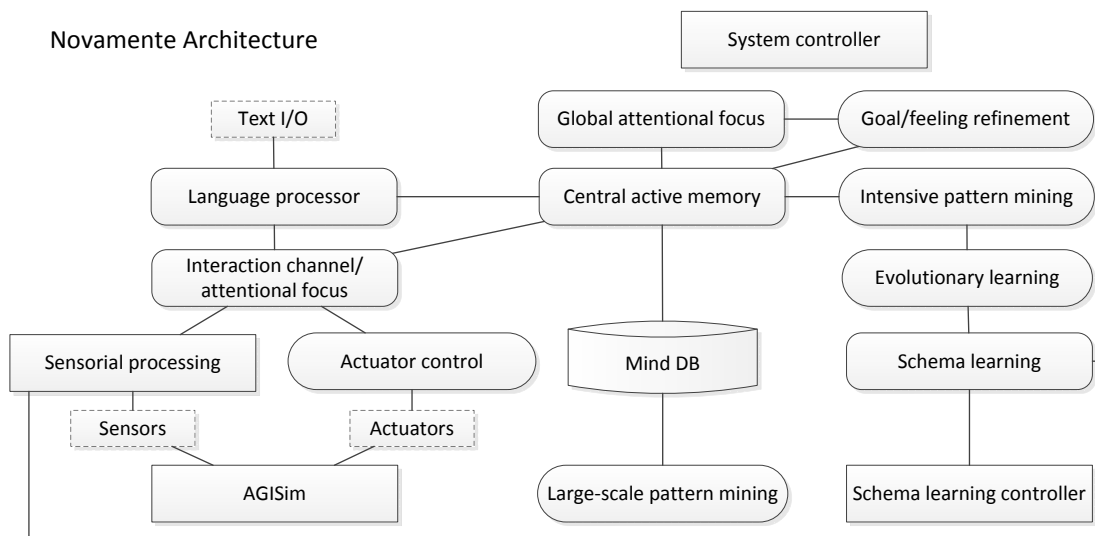 Novamente Architecture
System controller
Text I/O
Global attentional focus
Goal/feeling refinement
Language processor
Central active memory
Intensive pattern mining
Interaction channel/
attentional focus
Evolutionary learning
Sensorial processing
Actuator control
Mind DB
Schema learning
Sensors
Actuators
AGISim
Large-scale pattern mining
Schema learning controller